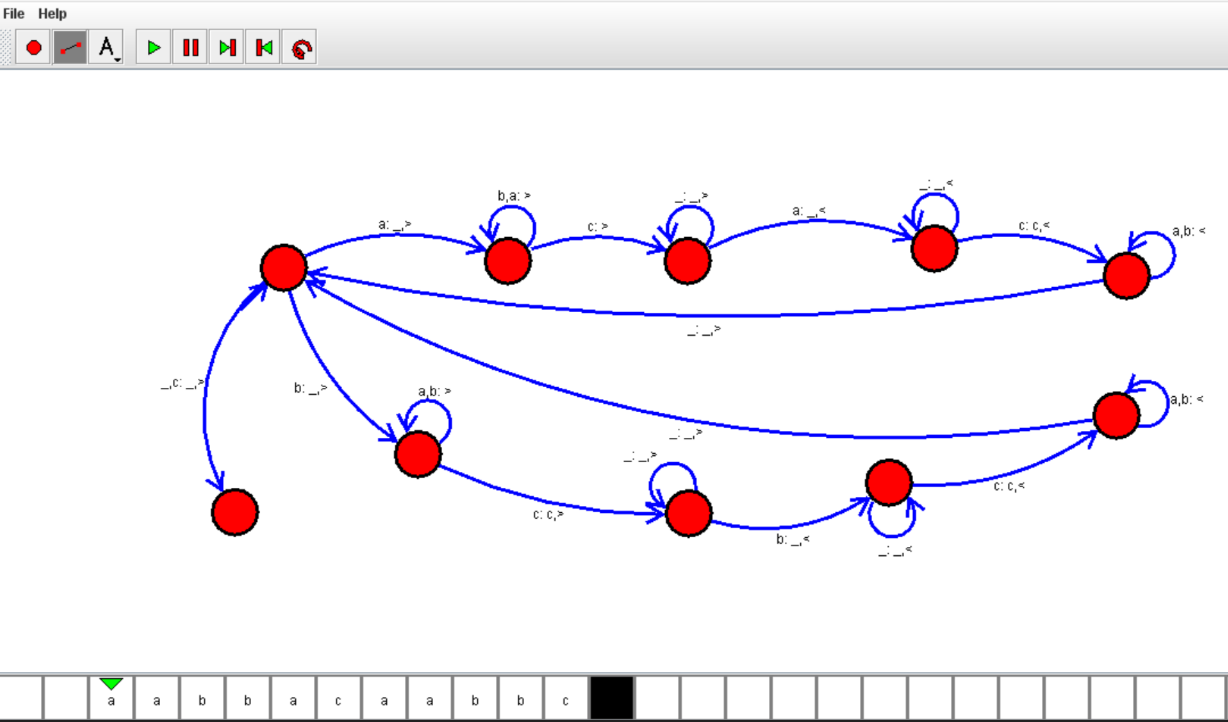 File Help
A
_: _,<
b,a: >
_: _,>
a: _,>
c: >
a: _,<
c: c,<
a,b: <
_: _,>
_,c: _,>
b: _,>
a,b: >
a,b: <
_: _,>
_: _,>
c: c,>
c: c,<
b: _,<
_: _,<
a a b b a c a a b b c